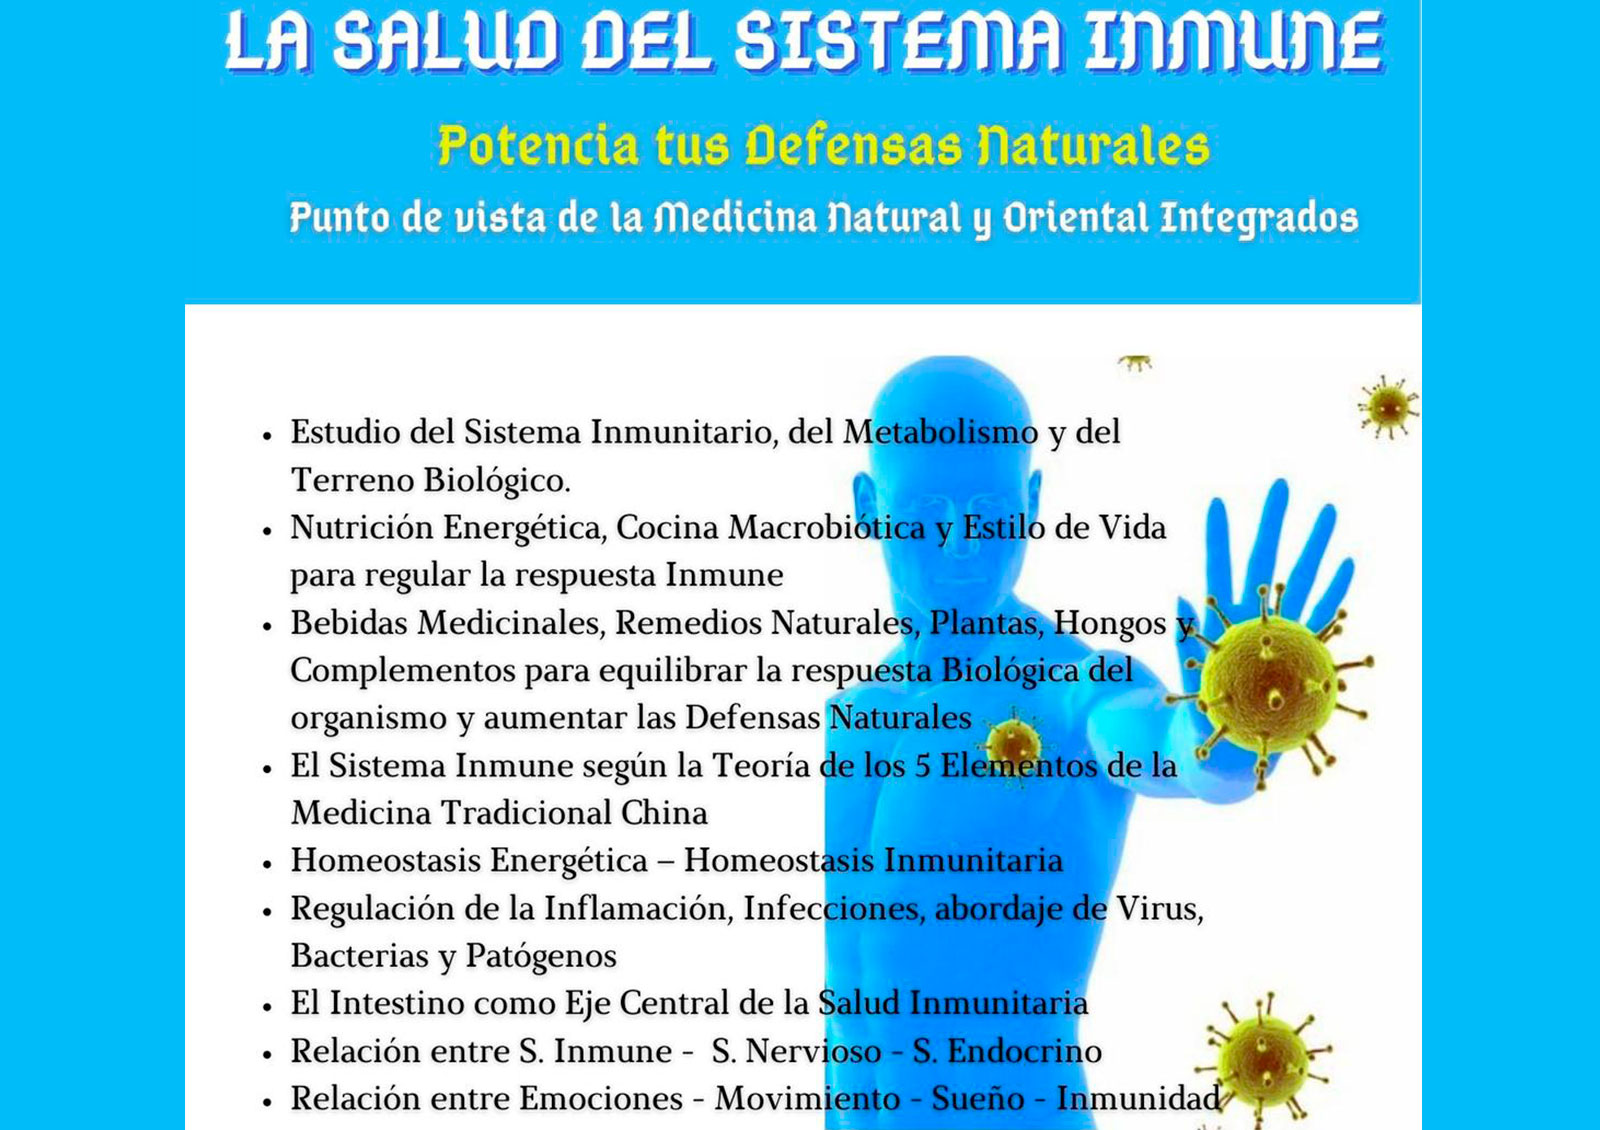 LA SALUD DEL SISTEMA INMUNE
Potencia tus Defensas Naturales
Punto de vista de la Medicina Natural y Oriental Integrados
• Estudio del Sistema Inmunitario, del Metabolismo y del
Terreno Biológico.
• Nutrición Energética, Cocina Macrobiótica y Estilo de Vida
para regular la respuesta Inmune
• Bebidas Medicinales, Remedios Naturales, Plantas, Hongos y
Complementos para equilibrar la respuesta Biológica del
organismo y aumentar las Defensas Naturales
• El Sistema Inmune según la Teoría de los 5 Elementos de la
Medicina Tradicional China
• Homeostasis Energética – Homeostasis Inmunitaria
• Regulación de la Inflamación, Infecciones, abordaje de Virus,
Bacterias y Patógenos
• El Intestino como Eje Central de la Salud Inmunitaria
• Relación entre S. Inmune - S. Nervioso - S. Endocrino
• Relación entre Emociones - Movimiento - Sueño - Inmunidad